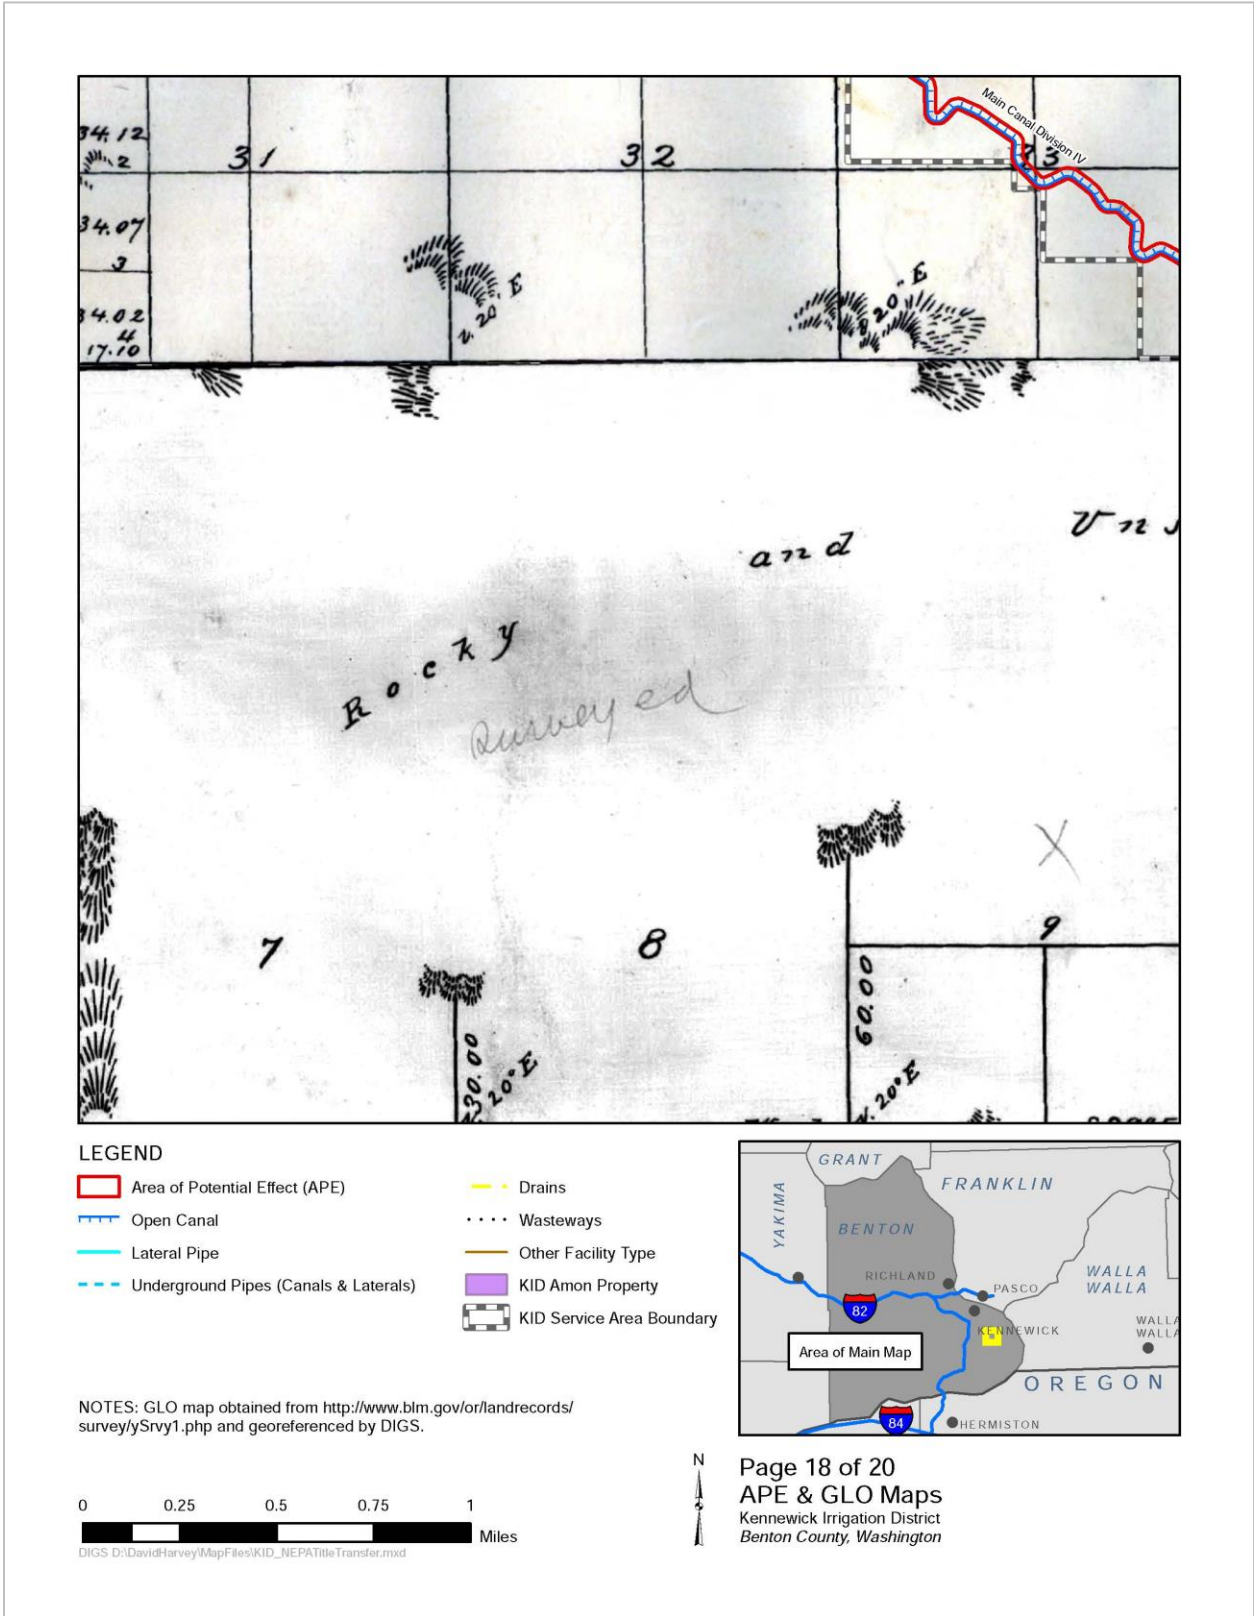 34.12
2
31
32
33
Main Canal Division IV
34.07
3
34.02
4
17.10
N. 20° E
20° E
Rocky and Uns
Surveyed
X
7
8
9
30.00
N. 20° E
60.00
N. 20° E
LEGEND
Area of Potential Effect (APE)
Open Canal
Lateral Pipe
Underground Pipes (Canals & Laterals)
Drains
Wasteways
Other Facility Type
KID Amon Property
KID Service Area Boundary
GRANT
FRANKLIN
YAKIMA
BENTON
RICHLAND
PASCO
WALLA
WALLA
82
KENNEWICK
WALLA
WALLA
Area of Main Map
OREGON
84
HERMISTON
NOTES: GLO map obtained from http://www.blm.gov/or/landrecords/
survey/ySrvy1.php and georeferenced by DIGS.
0 0.25 0.5 0.75 1
Miles
DIGS D:\DavidHarvey\MapFiles\KID_NEPATitleTransfer.mxd
N
Page 18 of 20
APE & GLO Maps
Kennewick Irrigation District
Benton County, Washington